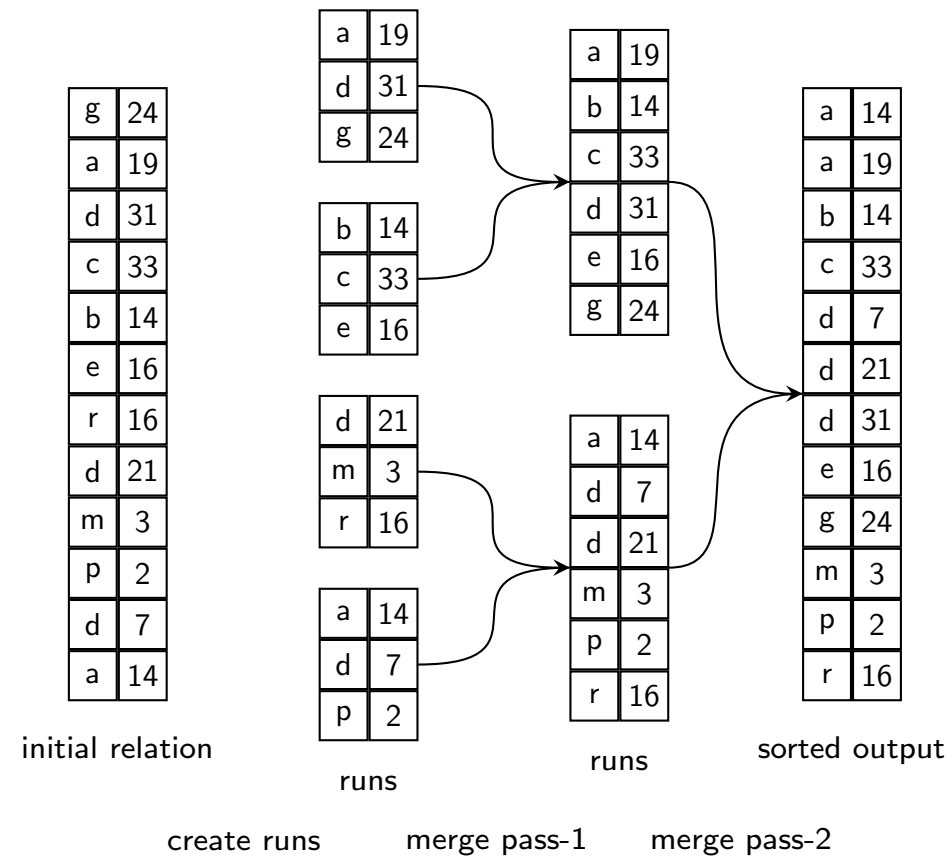 g 24
a 19
d 31
c 33
b 14
e 16
r 16
d 21
m 3
p 2
d 7
a 14
initial relation
a 19
d 31
g 24
b 14
c 33
e 16
d 21
m 3
r 16
a 14
d 7
p 2
runs
a 19
b 14
c 33
d 31
e 16
g 24
a 14
d 7
d 21
m 3
p 2
r 16
runs
a 14
a 19
b 14
c 33
d 7
d 21
d 31
e 16
g 24
m 3
p 2
r 16
sorted output
create runs
merge pass-1
merge pass-2